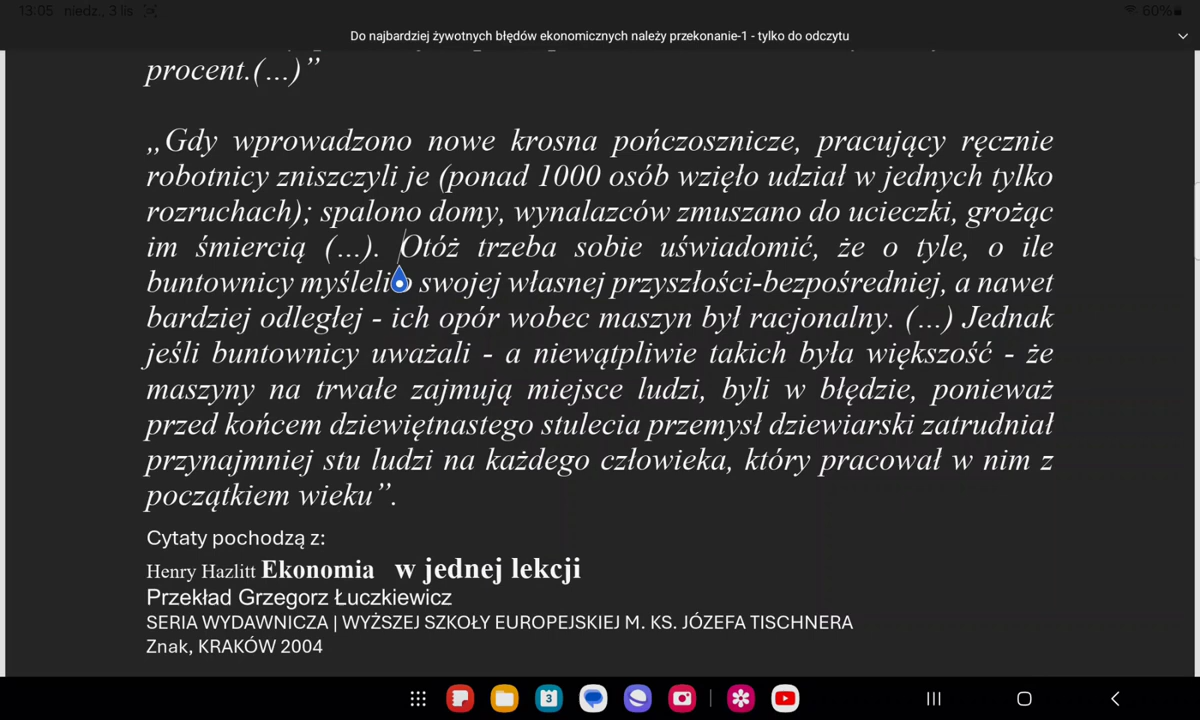 13:05 niedz., 3 lis
60%
Do najbardziej żywotnych błędów ekonomicznych należy przekonanie-1 - tylko do odczytu
procent.(…)”
„Gdy wprowadzono nowe krosna pończosznicze, pracujący ręcznie
robotnicy zniszczyli je (ponad 1000 osób wzięło udział w jednych tylko
rozruchach); spalono domy, wynalazców zmuszano do ucieczki, grożąc
im śmiercią (…). Otóż trzeba sobie uświadomić, że o tyle, o ile
buntownicy myśleli o swojej własnej przyszłości-bezpośredniej, a nawet
bardziej odległej - ich opór wobec maszyn był racjonalny. (…) Jednak
jeśli buntownicy uważali - a niewątpliwie takich była większość - że
maszyny na trwałe zajmują miejsce ludzi, byli w błędzie, ponieważ
przed końcem dziewiętnastego stulecia przemysł dziewiarski zatrudniał
przynajmniej stu ludzi na każdego człowieka, który pracował w nim z
początkiem wieku”.
Cytaty pochodzą z:
Henry Hazlitt Ekonomia w jednej lekcji
Przekład Grzegorz Łuczkiewicz
SERIA WYDAWNICZA | WYŻSZEJ SZKOŁY EUROPEJSKIEJ M. KS. JÓZEFA TISCHNERA
Znak, KRAKÓW 2004
3